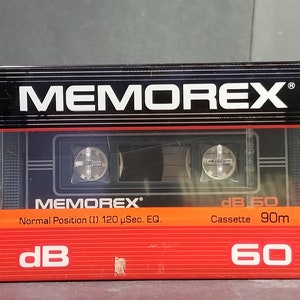 MEMOREX®
MEMOREX dB 60
Normal Position (I) 120 µSec. EQ. Cassette 90m
dB 60